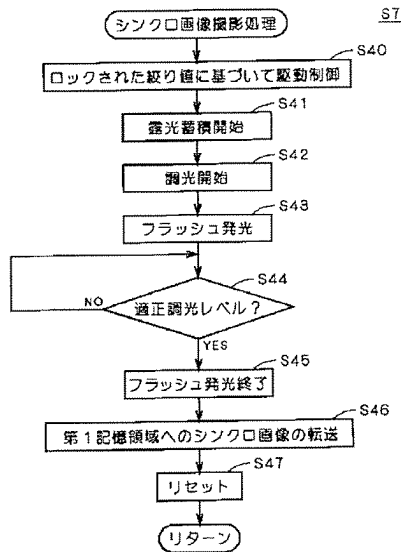 S7
シンクロ画像撮影処理
S40
ロックされた絞り値に基づいて駆動制御
S41
露光蓄積開始
S42
調光開始
S43
フラッシュ発光
S44
適正調光レベル？
NO
YES
S45
フラッシュ発光終了
S46
第１記憶領域へのシンクロ画像の転送
S47
リセット
リターン